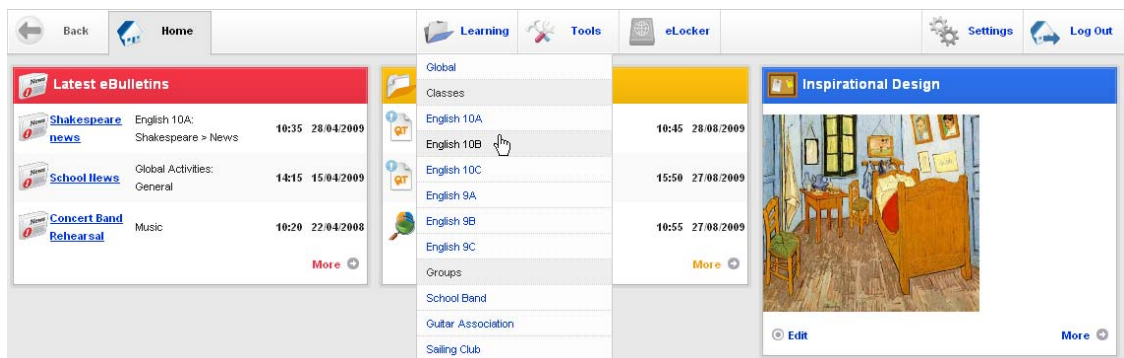 Back
Home
Learning
Tools
eLocker
Settings
Log Out
Latest eBulletins
Shakespeare
news
English 10A:
Shakespeare > News
10:35 28/04/2009
School News
Global Activities:
General
14:15 15/04/2009
Concert Band
Rehearsal
Music
10:20 22/04/2008
More
Global
Classes
English 10A
English 10B
English 10C
English 9A
English 9B
English 9C
Groups
School Band
Guitar Association
Sailing Club
QT
10:45 28/08/2009
QT
15:50 27/08/2009
10:55 27/08/2009
More
Inspirational Design
Edit
More